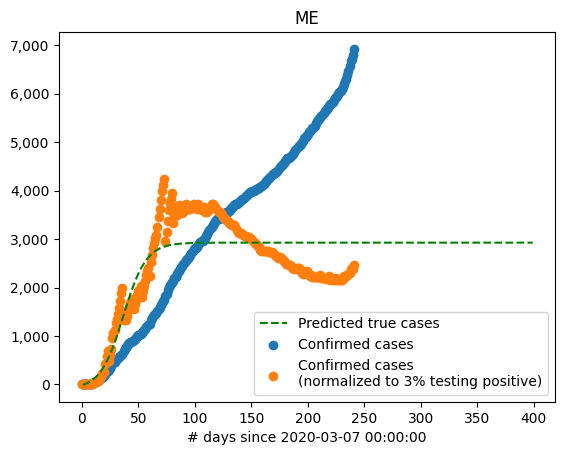 ME
7,000
6,000
5,000
4,000
3,000
2,000
1,000
0
0 50 100 150 200 250 300 350 400
# days since 2020-03-07 00:00:00
Predicted true cases
Confirmed cases
Confirmed cases
(normalized to 3% testing positive)